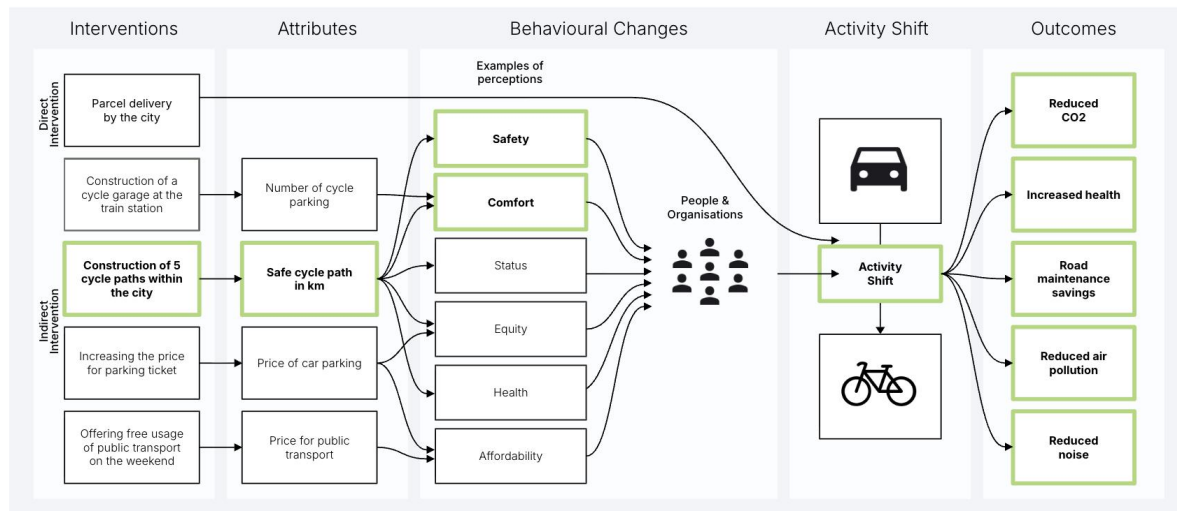 Interventions
Attributes
Behavioural Changes
Activity Shift
Outcomes
Direct
Intervention
Parcel delivery
by the city
Indirect
Intervention
Construction of a
cycle garage at the
train station
Construction of 5
cycle paths within
the city
Increasing the price
for parking ticket
Offering free usage
of public transport
on the weekend
Number of cycle
parking
Safe cycle path
in km
Price of car parking
Price for public
transport
Examples of
perceptions
Safety
Comfort
Status
Equity
Health
Affordability
People &
Organisations
Activity
Shift
Reduced
CO2
Increased health
Road
maintenance
savings
Reduced air
pollution
Reduced
noise